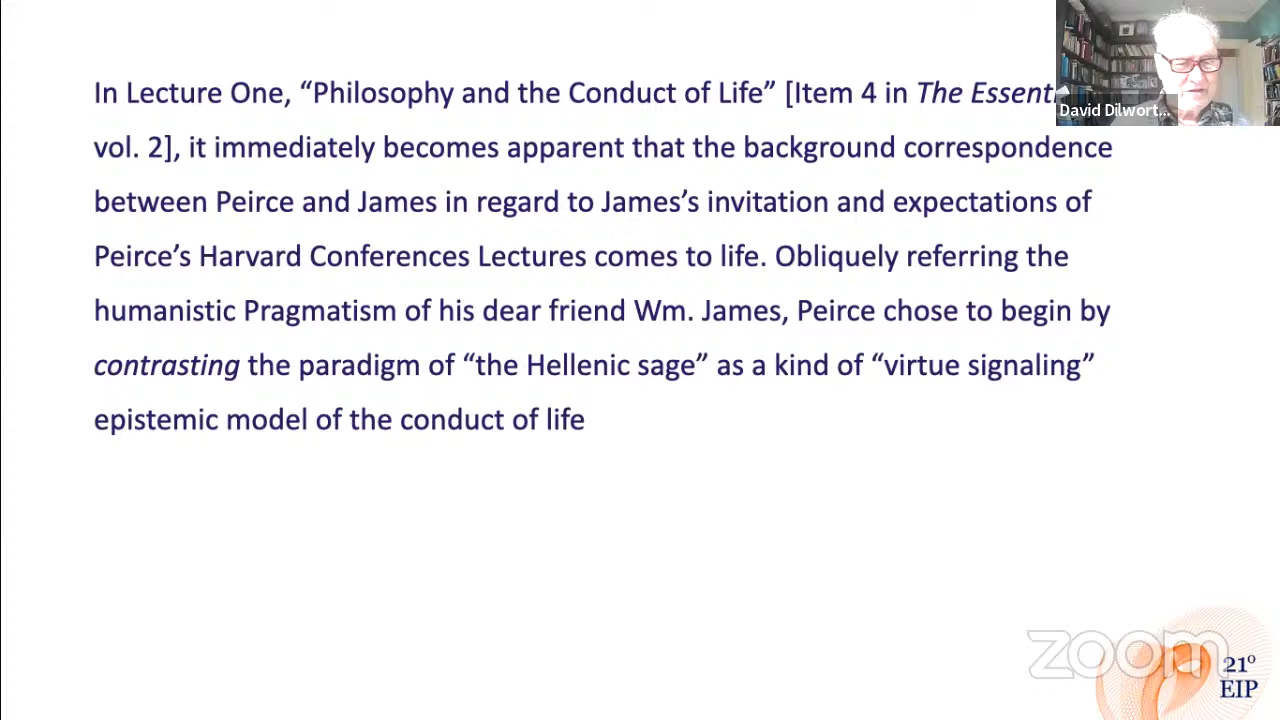 In Lecture One, “Philosophy and the Conduct of Life” [Item 4 in The Essent
David Dilwort...
vol. 2], it immediately becomes apparent that the background correspondence
between Peirce and James in regard to James’s invitation and expectations of
Peirce’s Harvard Conferences Lectures comes to life. Obliquely referring the
humanistic Pragmatism of his dear friend Wm. James, Peirce chose to begin by
contrasting the paradigm of “the Hellenic sage” as a kind of “virtue signaling”
epistemic model of the conduct of life
zoom
21º
EIP